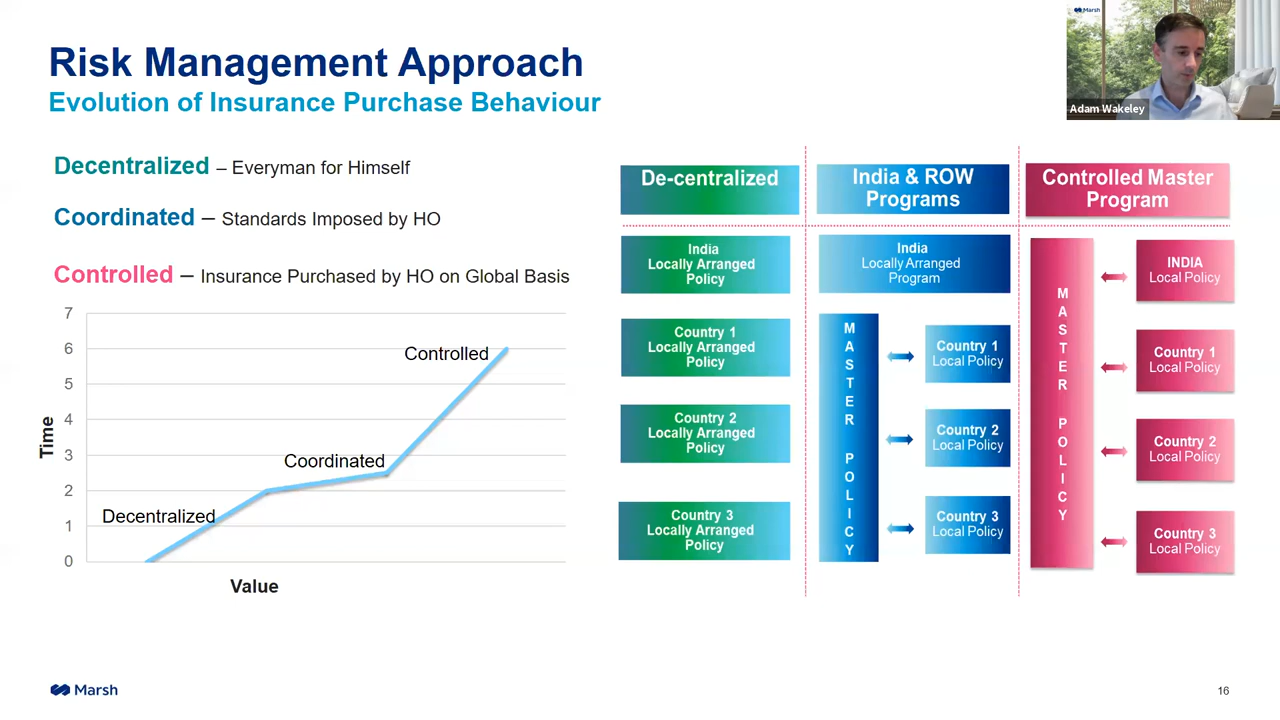 Risk Management Approach
Evolution of Insurance Purchase Behaviour
Marsh
Adam Wakeley
Decentralized – Everyman for Himself
Coordinated – Standards Imposed by HO
Controlled – Insurance Purchased by HO on Global Basis
7
6
5
4
3
2
1
0
Time
Value
Decentralized
Coordinated
Controlled
De-centralized
India
Locally Arranged
Policy
Country 1
Locally Arranged
Policy
Country 2
Locally Arranged
Policy
Country 3
Locally Arranged
Policy
India & ROW
Programs
India
Locally Arranged
Program
MASTER POLICY
Country 1
Local Policy
Country 2
Local Policy
Country 3
Local Policy
Controlled Master
Program
MASTER POLICY
INDIA
Local Policy
Country 1
Local Policy
Country 2
Local Policy
Country 3
Local Policy
Marsh
16